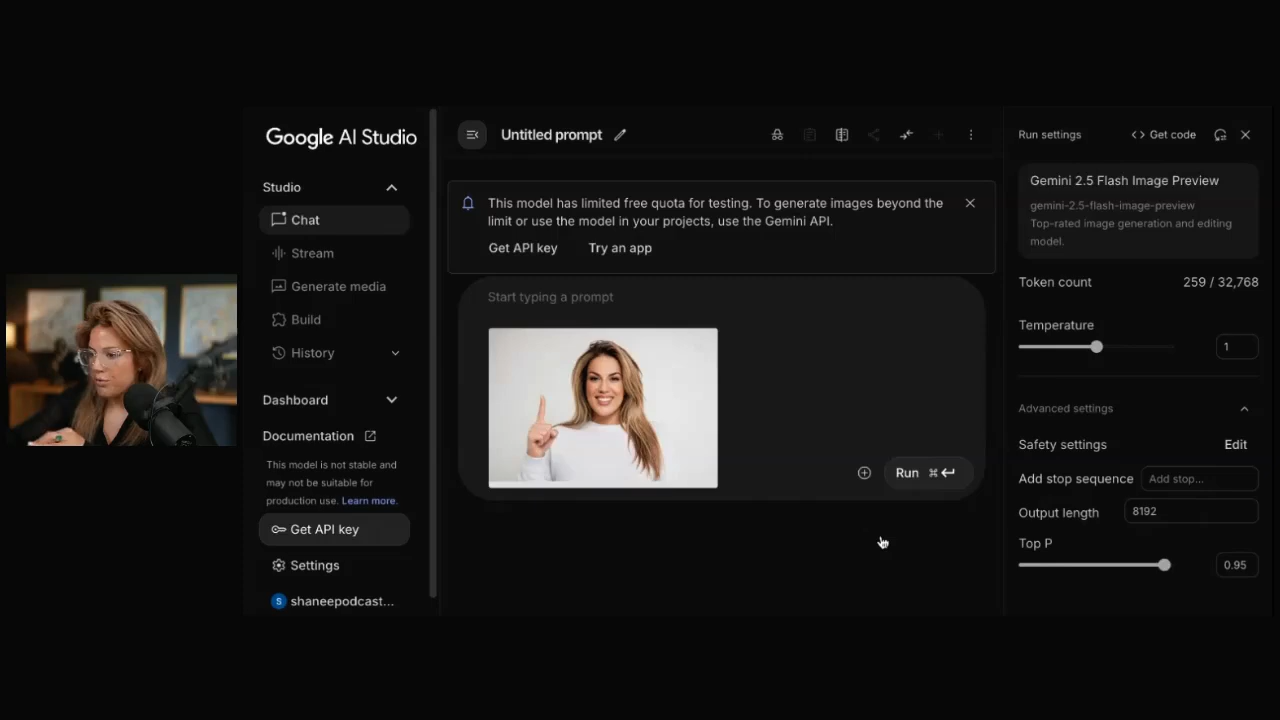 Google AI Studio
Studio
Chat
Stream
Generate media
Build
History
Dashboard
Documentation
This model is not stable and
may not be suitable for
production use. Learn more.
Get API key
Settings
S shaneepodcast...
Untitled prompt
This model has limited free quota for testing. To generate images beyond the
limit or use the model in your projects, use the Gemini API.
Get API key Try an app
Start typing a prompt
Run ⌘↵
Run settings <> Get code
Gemini 2.5 Flash Image Preview
gemini-2.5-flash-image-preview
Top-rated image generation and editing
model.
Token count 259 / 32,768
Temperature
1
Advanced settings
Safety settings Edit
Add stop sequence Add stop...
Output length 8192
Top P
0.95